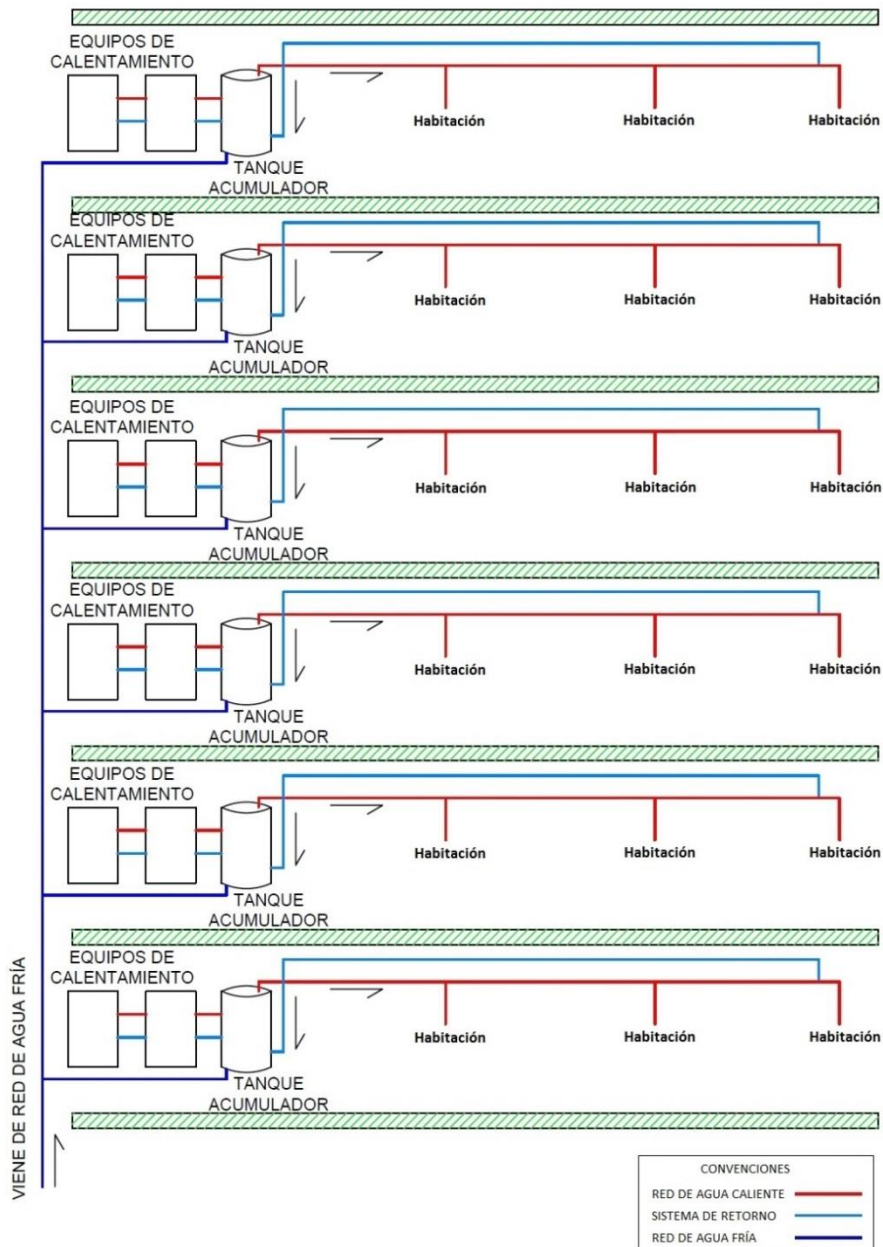 EQUIPOS DE
CALENTAMIENTO
Habitación
Habitación
Habitación
TANQUE
ACUMULADOR
EQUIPOS DE
CALENTAMIENTO
Habitación
Habitación
Habitación
TANQUE
ACUMULADOR
EQUIPOS DE
CALENTAMIENTO
Habitación
Habitación
Habitación
TANQUE
ACUMULADOR
EQUIPOS DE
CALENTAMIENTO
Habitación
Habitación
Habitación
TANQUE
ACUMULADOR
EQUIPOS DE
CALENTAMIENTO
Habitación
Habitación
Habitación
TANQUE
ACUMULADOR
EQUIPOS DE
CALENTAMIENTO
Habitación
Habitación
Habitación
TANQUE
ACUMULADOR
VIENE DE RED DE AGUA FRÍA
CONVENCIONES
RED DE AGUA CALIENTE
SISTEMA DE RETORNO
RED DE AGUA FRÍA